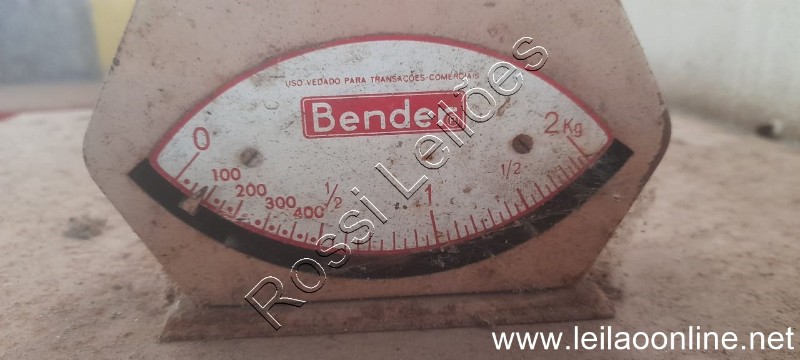 USO VEDADO PARA TRANSAÇÕES COMERCIAIS
Bender®
0
100
200
300
400
1/2
1
1/2
2 Kg
Rossi Leilões
www.leilaoonline.net